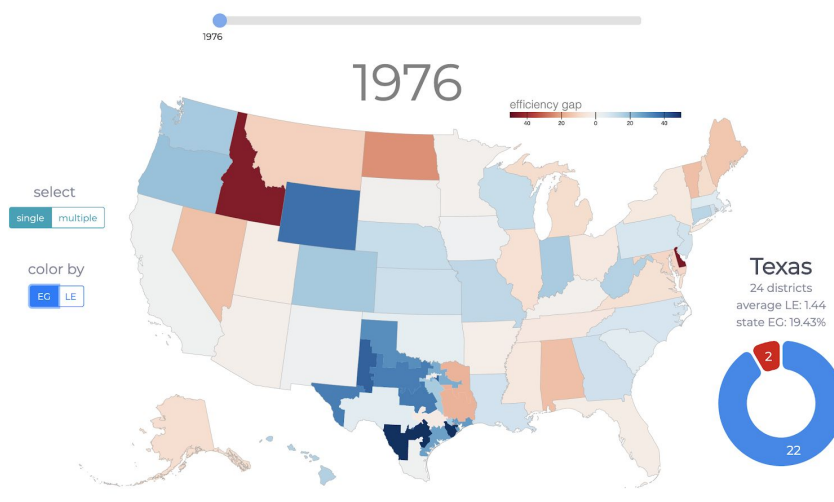 1976
1976
efficiency gap
40 20 0 20 40
select
single multiple
color by
EG LE
Texas
24 districts
average LE: 1.44
state EG: 19.43%
2
22